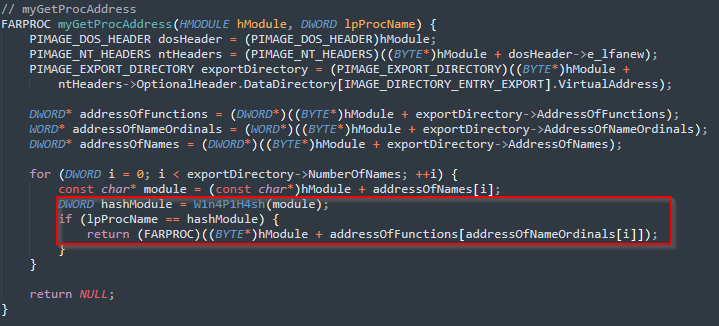 // myGetProcAddress
FARPROC myGetProcAddress(HMODULE hModule, DWORD lpProcName) {
    PIMAGE_DOS_HEADER dosHeader = (PIMAGE_DOS_HEADER)hModule;
    PIMAGE_NT_HEADERS ntHeaders = (PIMAGE_NT_HEADERS)((BYTE*)hModule + dosHeader->e_lfanew);
    PIMAGE_EXPORT_DIRECTORY exportDirectory = (PIMAGE_EXPORT_DIRECTORY)((BYTE*)hModule +
        ntHeaders->OptionalHeader.DataDirectory[IMAGE_DIRECTORY_ENTRY_EXPORT].VirtualAddress);
    DWORD* addressOfFunctions = (DWORD*)((BYTE*)hModule + exportDirectory->AddressOfFunctions);
    WORD* addressOfNameOrdinals = (WORD*)((BYTE*)hModule + exportDirectory->AddressOfNameOrdinals);
    DWORD* addressOfNames = (DWORD*)((BYTE*)hModule + exportDirectory->AddressOfNames);
    for (DWORD i = 0; i < exportDirectory->NumberOfNames; ++i) {
        const char* module = (const char*)hModule + addressOfNames[i];
        DWORD hashModule = W1n4P1H4sh(module);
        if (lpProcName == hashModule) {
            return (FARPROC)((BYTE*)hModule + addressOfFunctions[addressOfNameOrdinals[i]]);
        }
    }
    return NULL;
}